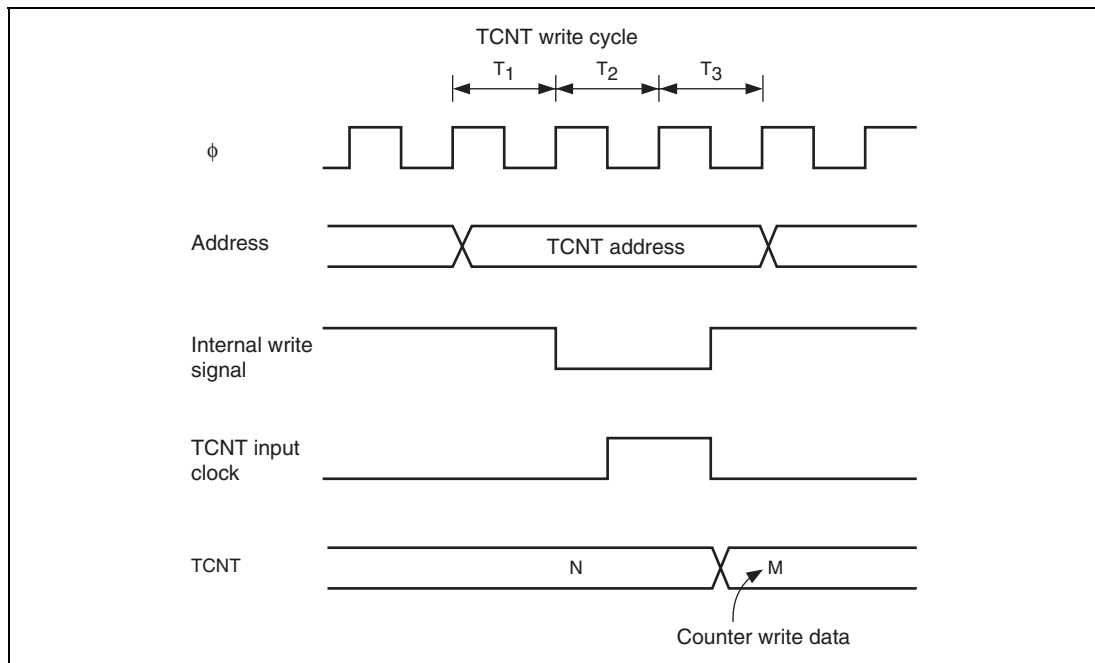 TCNT write cycle
T1 T2 T3
ϕ
Address
TCNT address
Internal write
signal
TCNT input
clock
TCNT
N
M
Counter write data